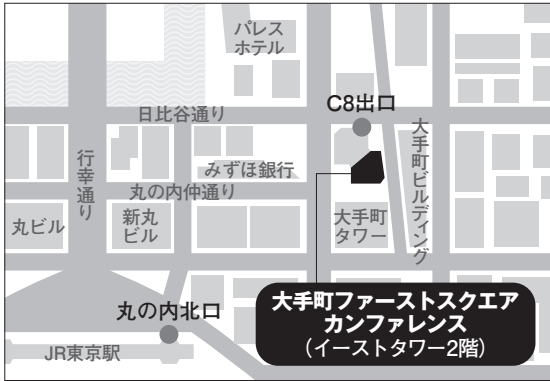 パレス
ホテル
C8出口
日比谷通り
大手町ビルディング
行幸通り
みずほ銀行
丸の内仲通り
丸ビル
新丸
ビル
大手町
タワー
大手町ファーストスクエア
カンファレンス
（イーストタワー2階）
丸の内北口
JR東京駅